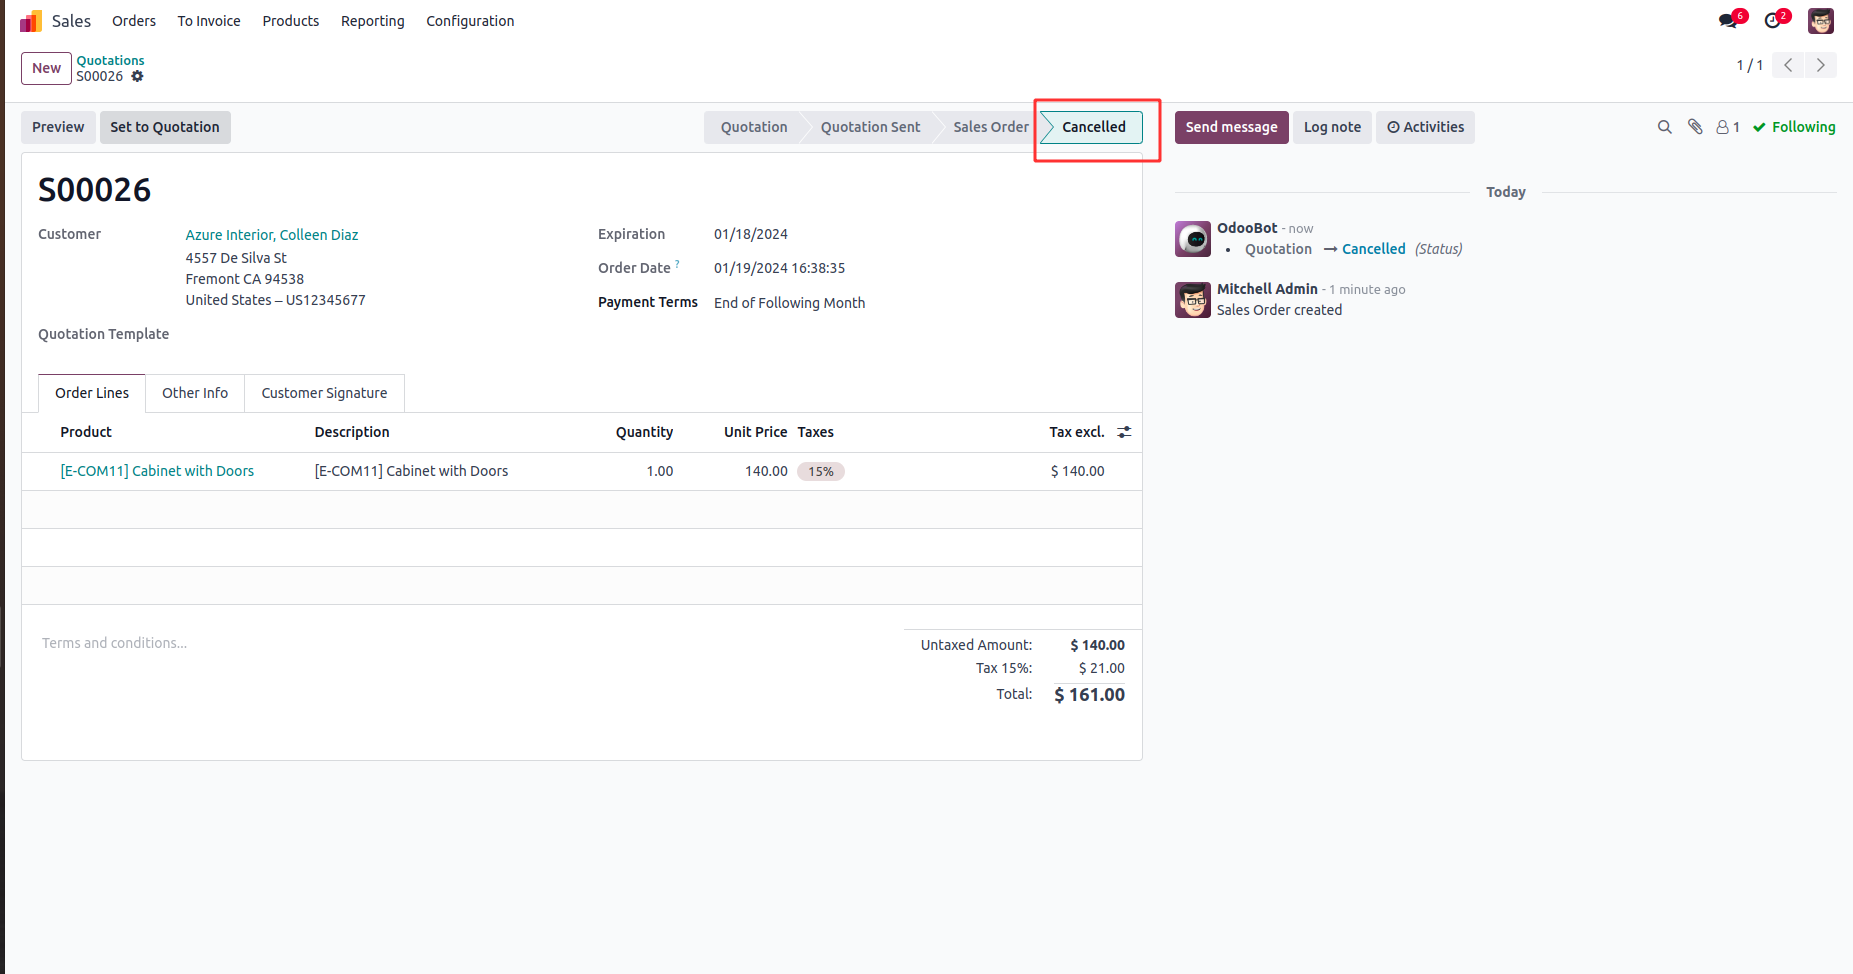 Sales Orders To Invoice Products Reporting Configuration 6 2
New Quotations
S00026
1 / 1
Preview Set to Quotation Quotation Quotation Sent Sales Order Cancelled Send message Log note Activities 1 Following
S00026
Customer Azure Interior, Colleen Diaz
4557 De Silva St
Fremont CA 94538
United States – US12345677
Quotation Template
Expiration 01/18/2024
Order Date ? 01/19/2024 16:38:35
Payment Terms End of Following Month
Order Lines Other Info Customer Signature
Product Description Quantity Unit Price Taxes Tax excl.
[E-COM11] Cabinet with Doors [E-COM11] Cabinet with Doors 1.00 140.00 15% $ 140.00
Terms and conditions...
Untaxed Amount: $ 140.00
Tax 15%: $ 21.00
Total: $ 161.00
Today
OdooBot - now
• Quotation → Cancelled (Status)
Mitchell Admin - 1 minute ago
Sales Order created